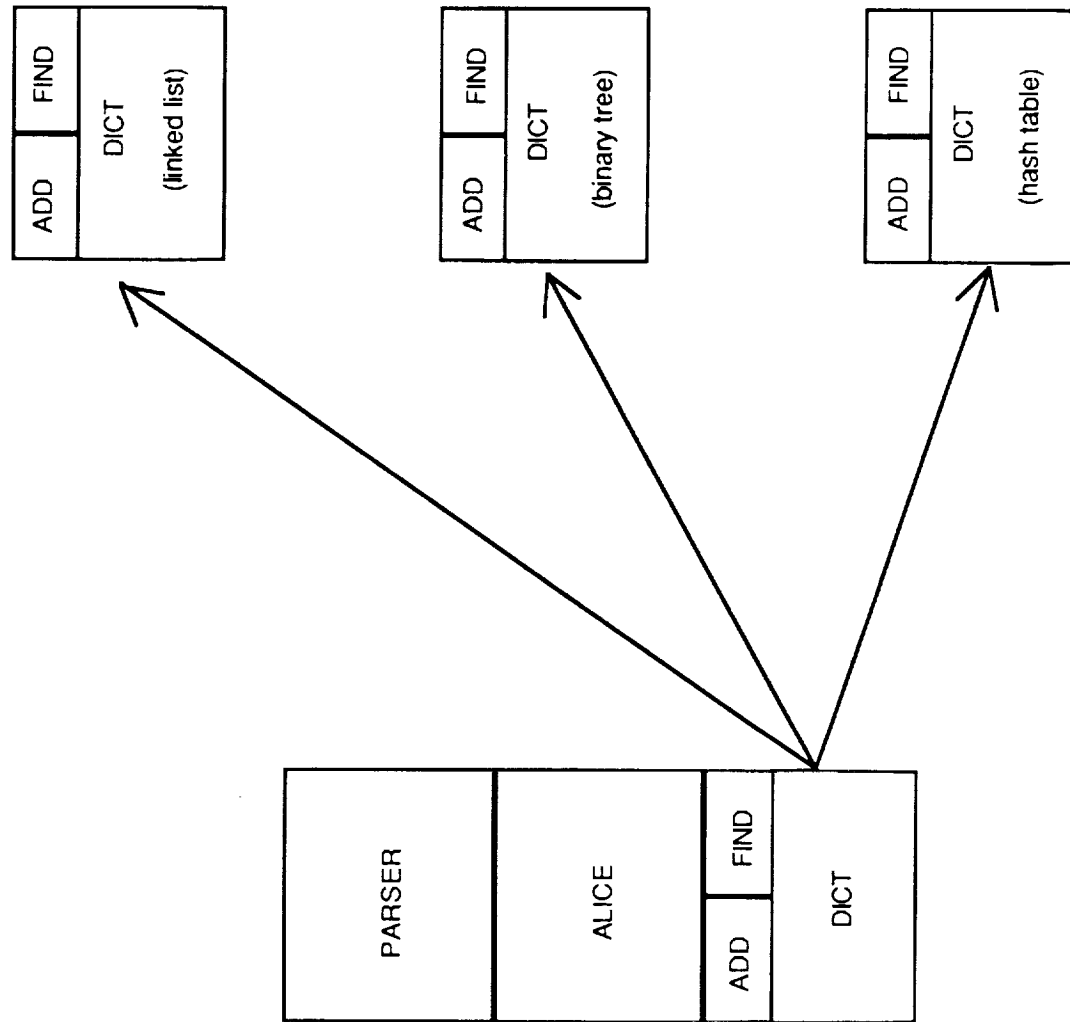 PARSER
ALICE
ADD FIND
DICT
ADD FIND
DICT
(linked list)
ADD FIND
DICT
(binary tree)
ADD FIND
DICT
(hash table)